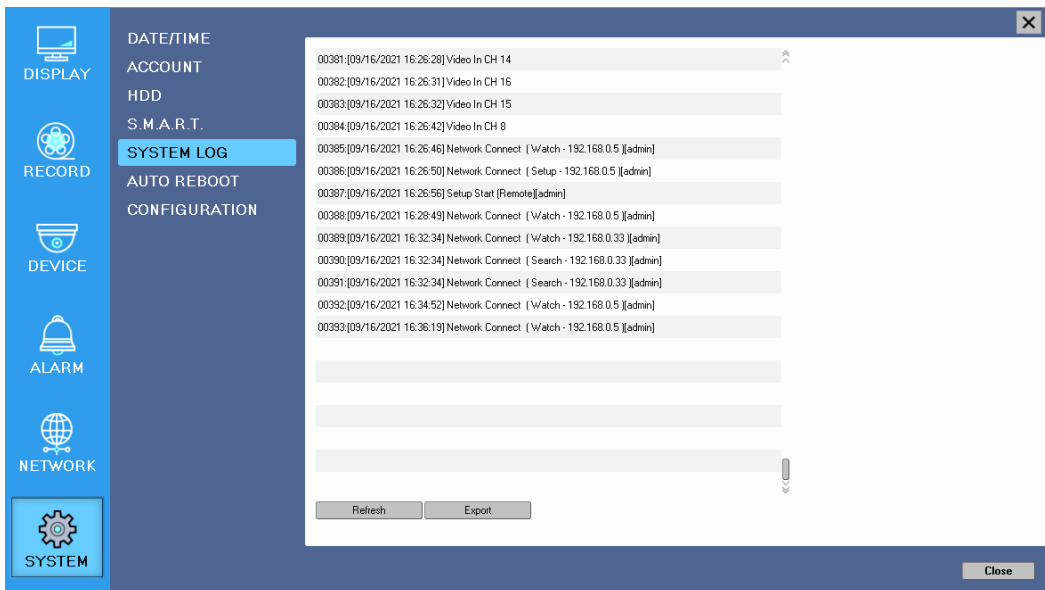 DISPLAY
RECORD
DEVICE
ALARM
NETWORK
SYSTEM
DATE/TIME
ACCOUNT
HDD
S.M.A.R.T.
SYSTEM LOG
AUTO REBOOT
CONFIGURATION
00381:[09/16/2021 16:26:28] Video In CH 14
00382:[09/16/2021 16:26:31] Video In CH 16
00383:[09/16/2021 16:26:32] Video In CH 15
00384:[09/16/2021 16:26:42] Video In CH 8
00385:[09/16/2021 16:26:46] Network Connect ( Watch - 192.168.0.5 )[admin]
00386:[09/16/2021 16:26:50] Network Connect ( Setup - 192.168.0.5 )[admin]
00387:[09/16/2021 16:26:56] Setup Start (Remote)[admin]
00388:[09/16/2021 16:28:49] Network Connect ( Watch - 192.168.0.5 )[admin]
00389:[09/16/2021 16:32:34] Network Connect ( Watch - 192.168.0.33 )[admin]
00390:[09/16/2021 16:32:34] Network Connect ( Search - 192.168.0.33 )[admin]
00391:[09/16/2021 16:32:34] Network Connect ( Search - 192.168.0.33 )[admin]
00392:[09/16/2021 16:34:52] Network Connect ( Watch - 192.168.0.5 )[admin]
00393:[09/16/2021 16:36:19] Network Connect ( Watch - 192.168.0.5 )[admin]
Refresh
Export
Close